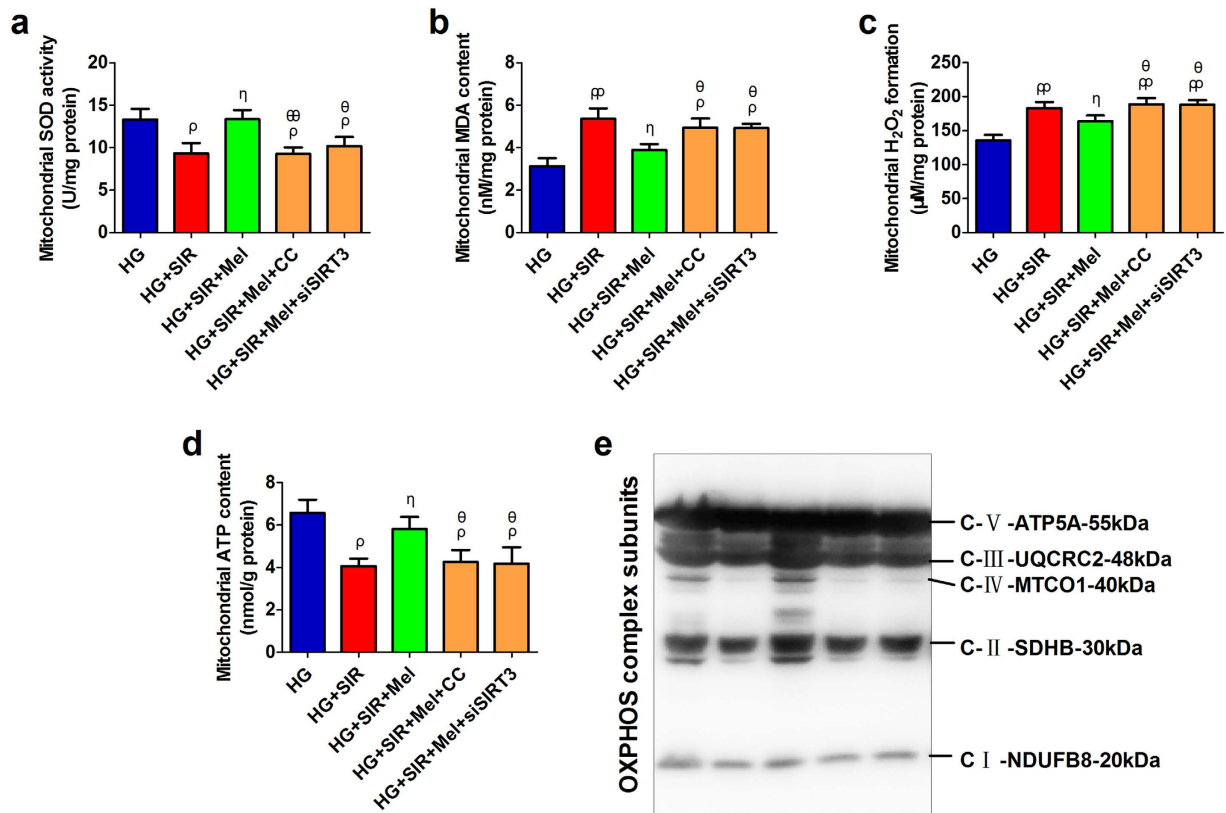 a
Mitochondrial SOD activity
(U/mg protein)
20
15
10
5
0
ρ
η
θθ
ρ
θ
ρ
HG
HG+SIR
HG+SIR+Mel
HG+SIR+Mel+CC
HG+SIR+Mel+siSIRT3
b
Mitochondrial MDA content
(nM/mg protein)
8
6
4
2
0
ρρ
η
θ
ρ
θ
ρ
HG
HG+SIR
HG+SIR+Mel
HG+SIR+Mel+CC
HG+SIR+Mel+siSIRT3
c
Mitochondrial H₂O₂ formation
(μM/mg protein)
250
200
150
100
50
0
ρρ
η
θ
ρρ
θ
ρρ
HG
HG+SIR
HG+SIR+Mel
HG+SIR+Mel+CC
HG+SIR+Mel+siSIRT3
d
Mitochondrial ATP content
(nmol/g protein)
8
6
4
2
0
ρ
η
θ
ρ
θ
ρ
HG
HG+SIR
HG+SIR+Mel
HG+SIR+Mel+CC
HG+SIR+Mel+siSIRT3
e
OXPHOS complex subunits
C-Ⅴ-ATP5A-55kDa
C-Ⅲ-UQCRC2-48kDa
C-Ⅳ-MTCO1-40kDa
C-Ⅱ-SDHB-30kDa
CⅠ-NDUFB8-20kDa